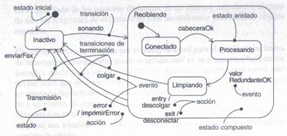 estado inicial
transición
sonando
Inactivo
transiciones de
terminación
enviarFax
colgar
evento
Transmisión
error
/ imprimirError
acción
estado
Recibiendo
cabeceraOk
estado anidado
Conectado
Procesando
Limpiando
valor
RedundanteOK
evento
entry /
descolgar
acción
exit /
desconectar
estado compuesto